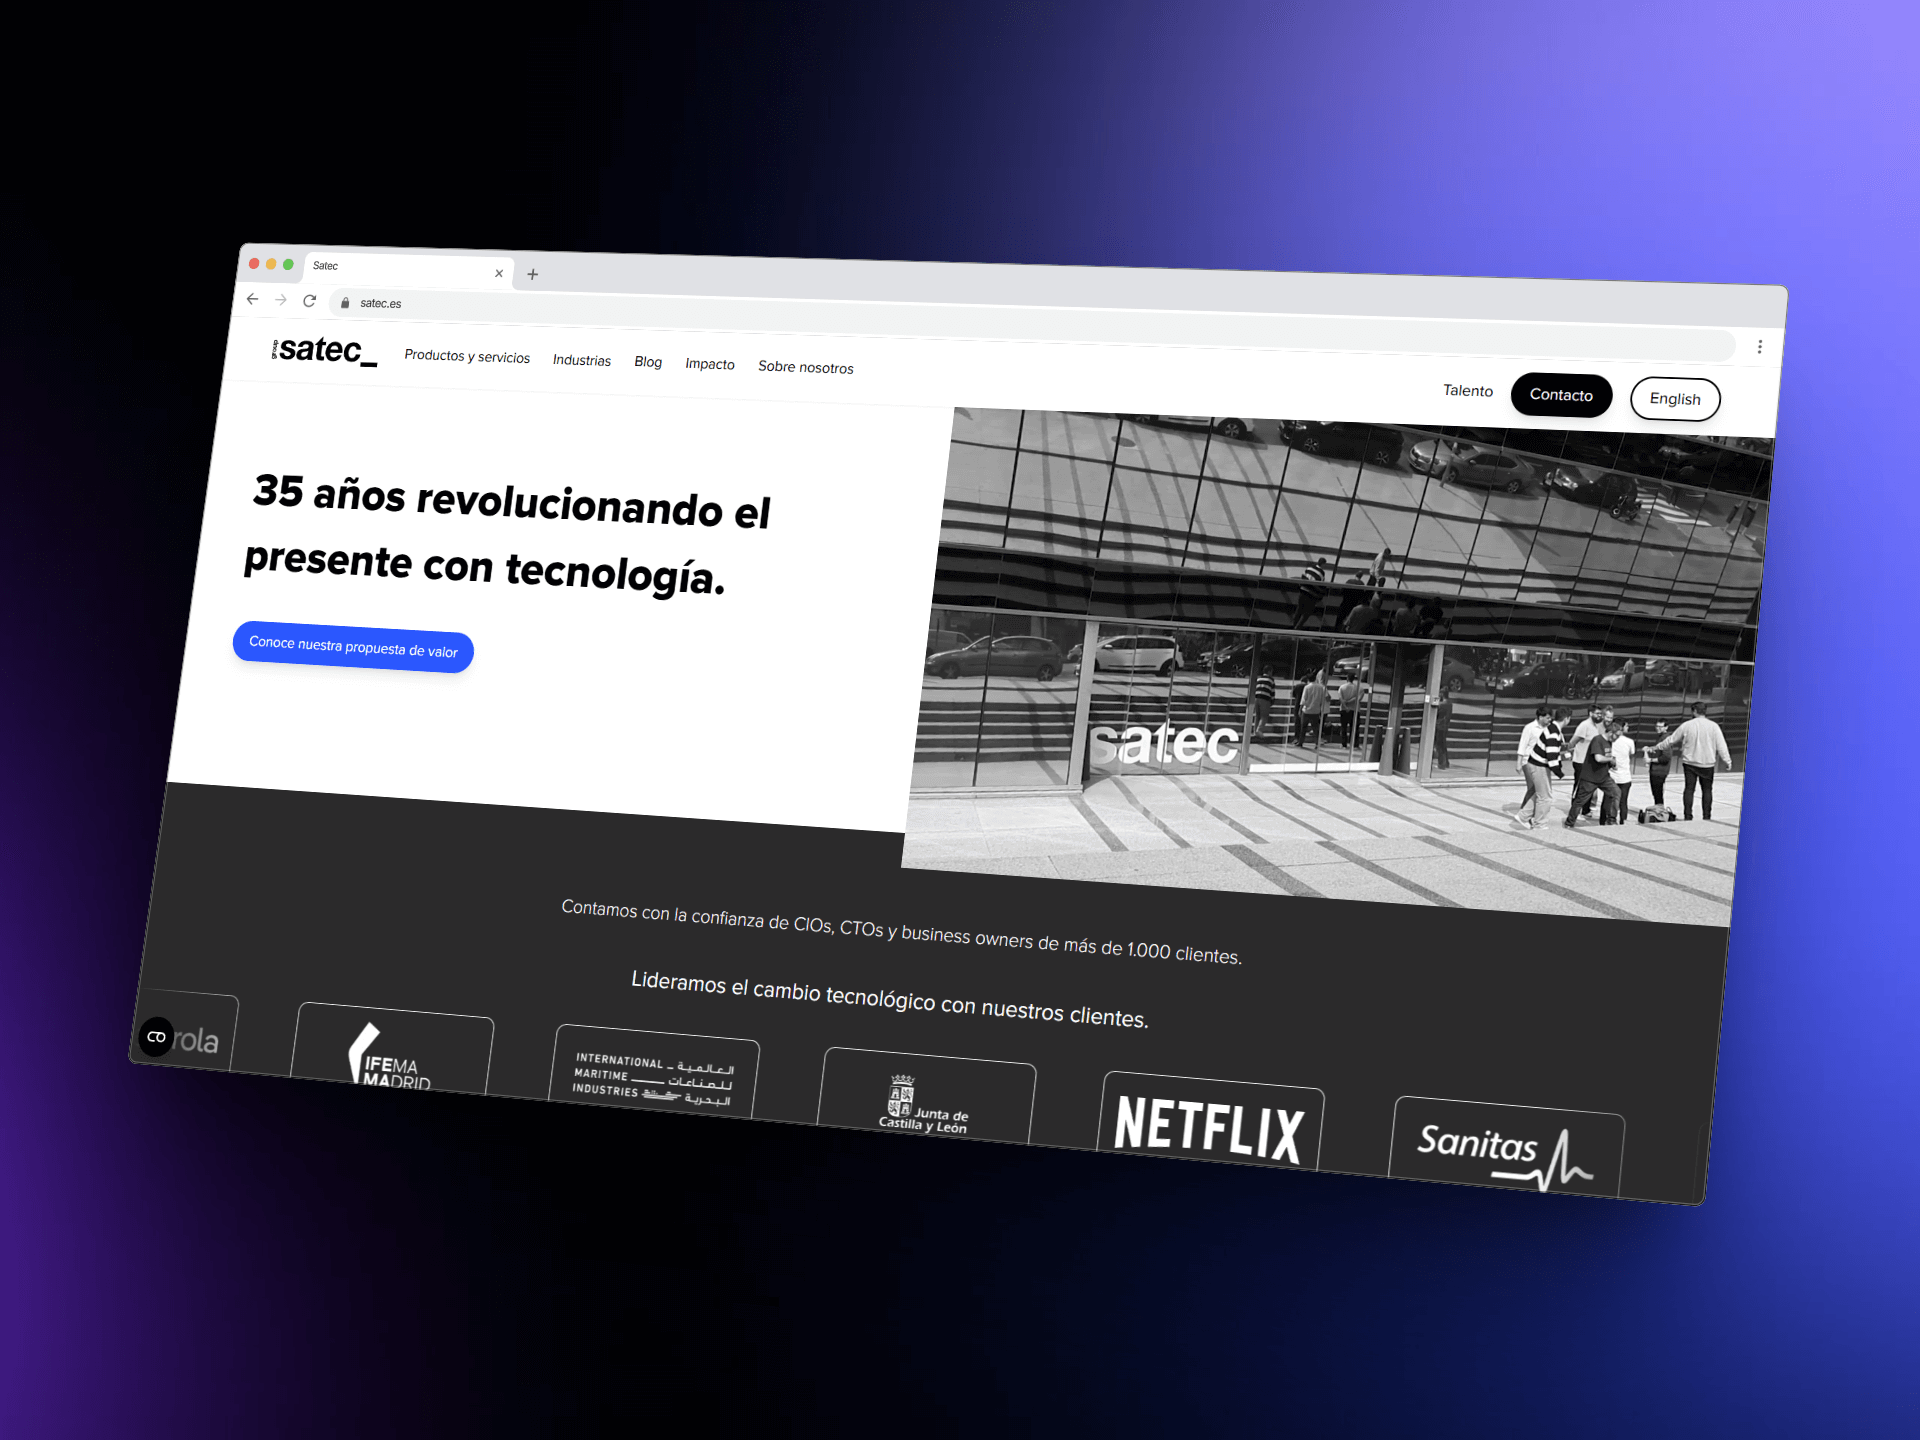 Satec
satec.es
group satec_
Productos y servicios
Industrias
Blog
Impacto
Sobre nosotros
Talento
Contacto
English
35 años revolucionando el
presente con tecnología.
Conoce nuestra propuesta de valor
satec
Contamos con la confianza de CIOs, CTOs y business owners de más de 1.000 clientes.
Lideramos el cambio tecnológico con nuestros clientes.
rola
IFEMA
MADRID
INTERNATIONAL
MARITIME
INDUSTRIES
العالمية
للصناعات
البحرية
Junta de
Castilla y León
NETFLIX
Sanitas